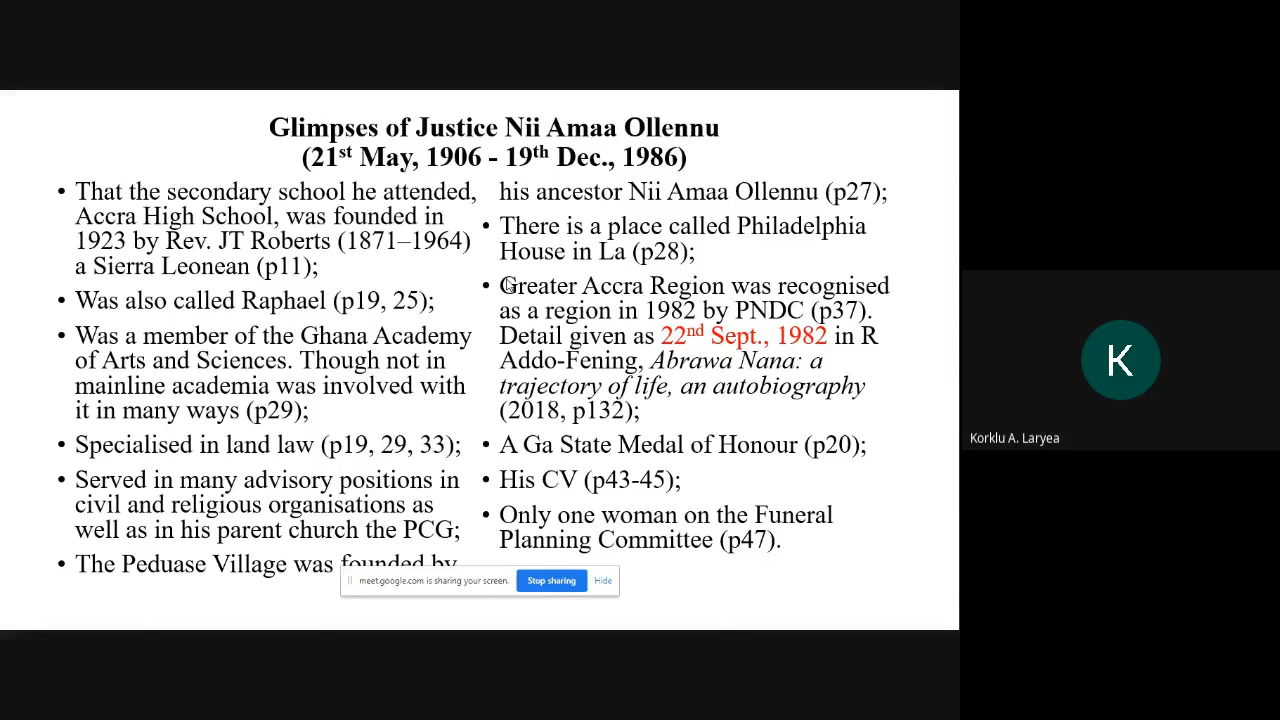 Glimpses of Justice Nii Amaa Ollennu
(21st May, 1906 - 19th Dec., 1986)
• That the secondary school he attended,
Accra High School, was founded in
1923 by Rev. JT Roberts (1871–1964)
a Sierra Leonean (p11);
• Was also called Raphael (p19, 25);
• Was a member of the Ghana Academy
of Arts and Sciences. Though not in
mainline academia was involved with
it in many ways (p29);
• Specialised in land law (p19, 29, 33);
• Served in many advisory positions in
civil and religious organisations as
well as in his parent church the PCG;
• The Peduase Village was founded by
his ancestor Nii Amaa Ollennu (p27);
• There is a place called Philadelphia
House in La (p28);
• Greater Accra Region was recognised
as a region in 1982 by PNDC (p37).
Detail given as 22nd Sept., 1982 in R
Addo-Fening, Abrawa Nana: a
trajectory of life, an autobiography
(2018, p132);
• A Ga State Medal of Honour (p20);
• His CV (p43-45);
• Only one woman on the Funeral
Planning Committee (p47).
meet.google.com is sharing your screen. Stop sharing Hide
K
Korklu A. Laryea